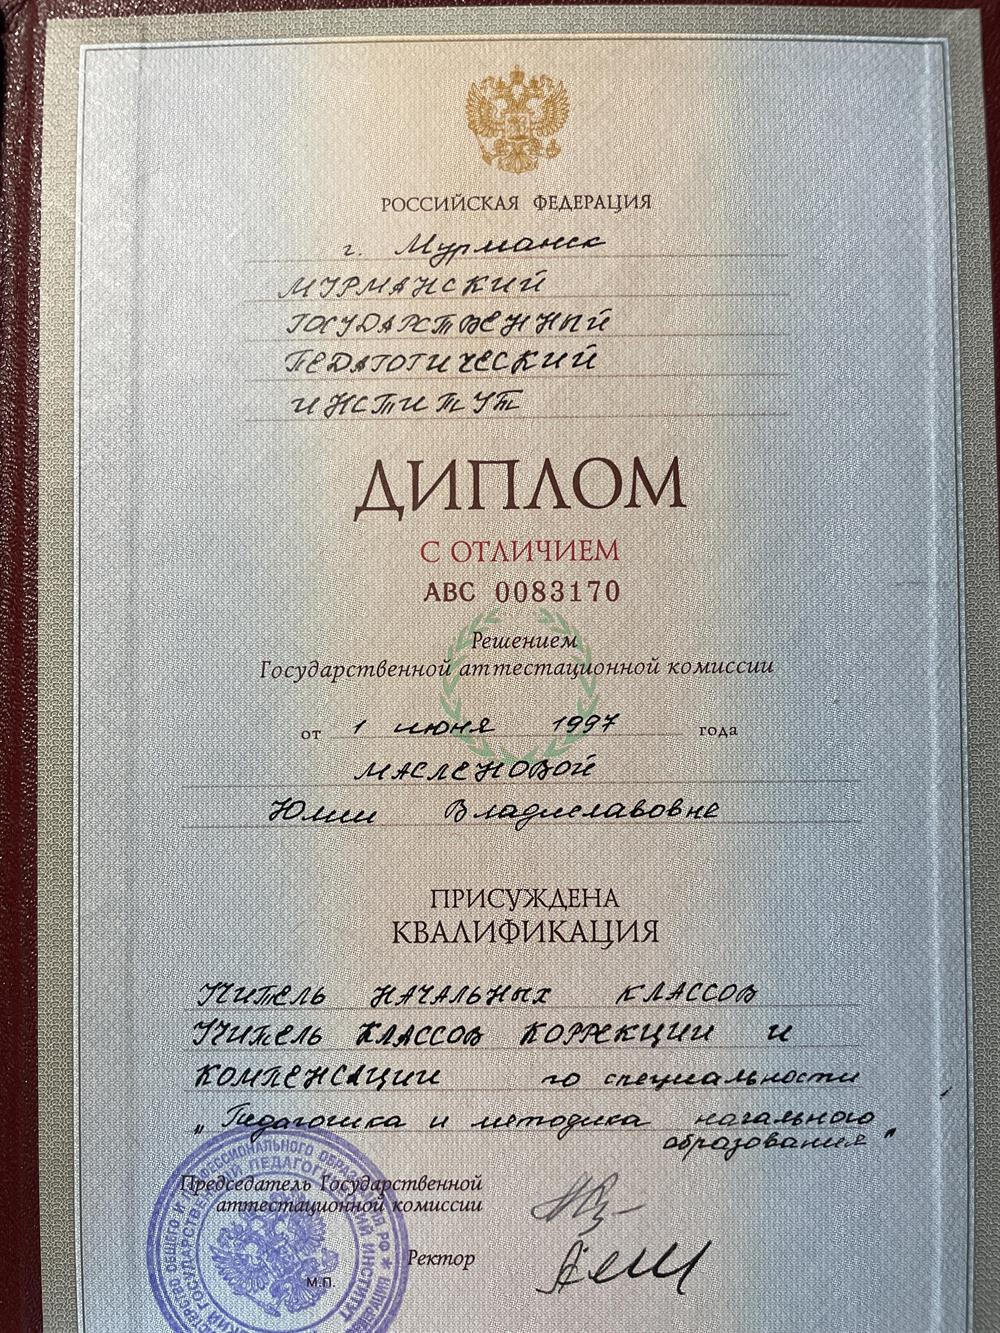 РОССИЙСКАЯ ФЕДЕРАЦИЯ
г. Мурманск
МУРМАНСКИЙ
ГОСУДАРСТВЕННЫЙ
ПЕДАГОГИЧЕСКИЙ
ИНСТИТУТ
ДИПЛОМ
С ОТЛИЧИЕМ
АВС 0083170
Решением
Государственной аттестационной комиссии
от 1 июня 1997 года
МАСЛЕНОВОЙ
Юлии Владиславовне
ПРИСУЖДЕНА
КВАЛИФИКАЦИЯ
УЧИТЕЛЬ НАЧАЛЬНЫХ КЛАССОВ
УЧИТЕЛЬ КЛАССОВ КОРРЕКЦИИ И
КОМПЕНСАЦИИ по специальности
„Педагогика и методика начального
образования"
Председатель Государственной
аттестационной комиссии
Ректор
М.П.